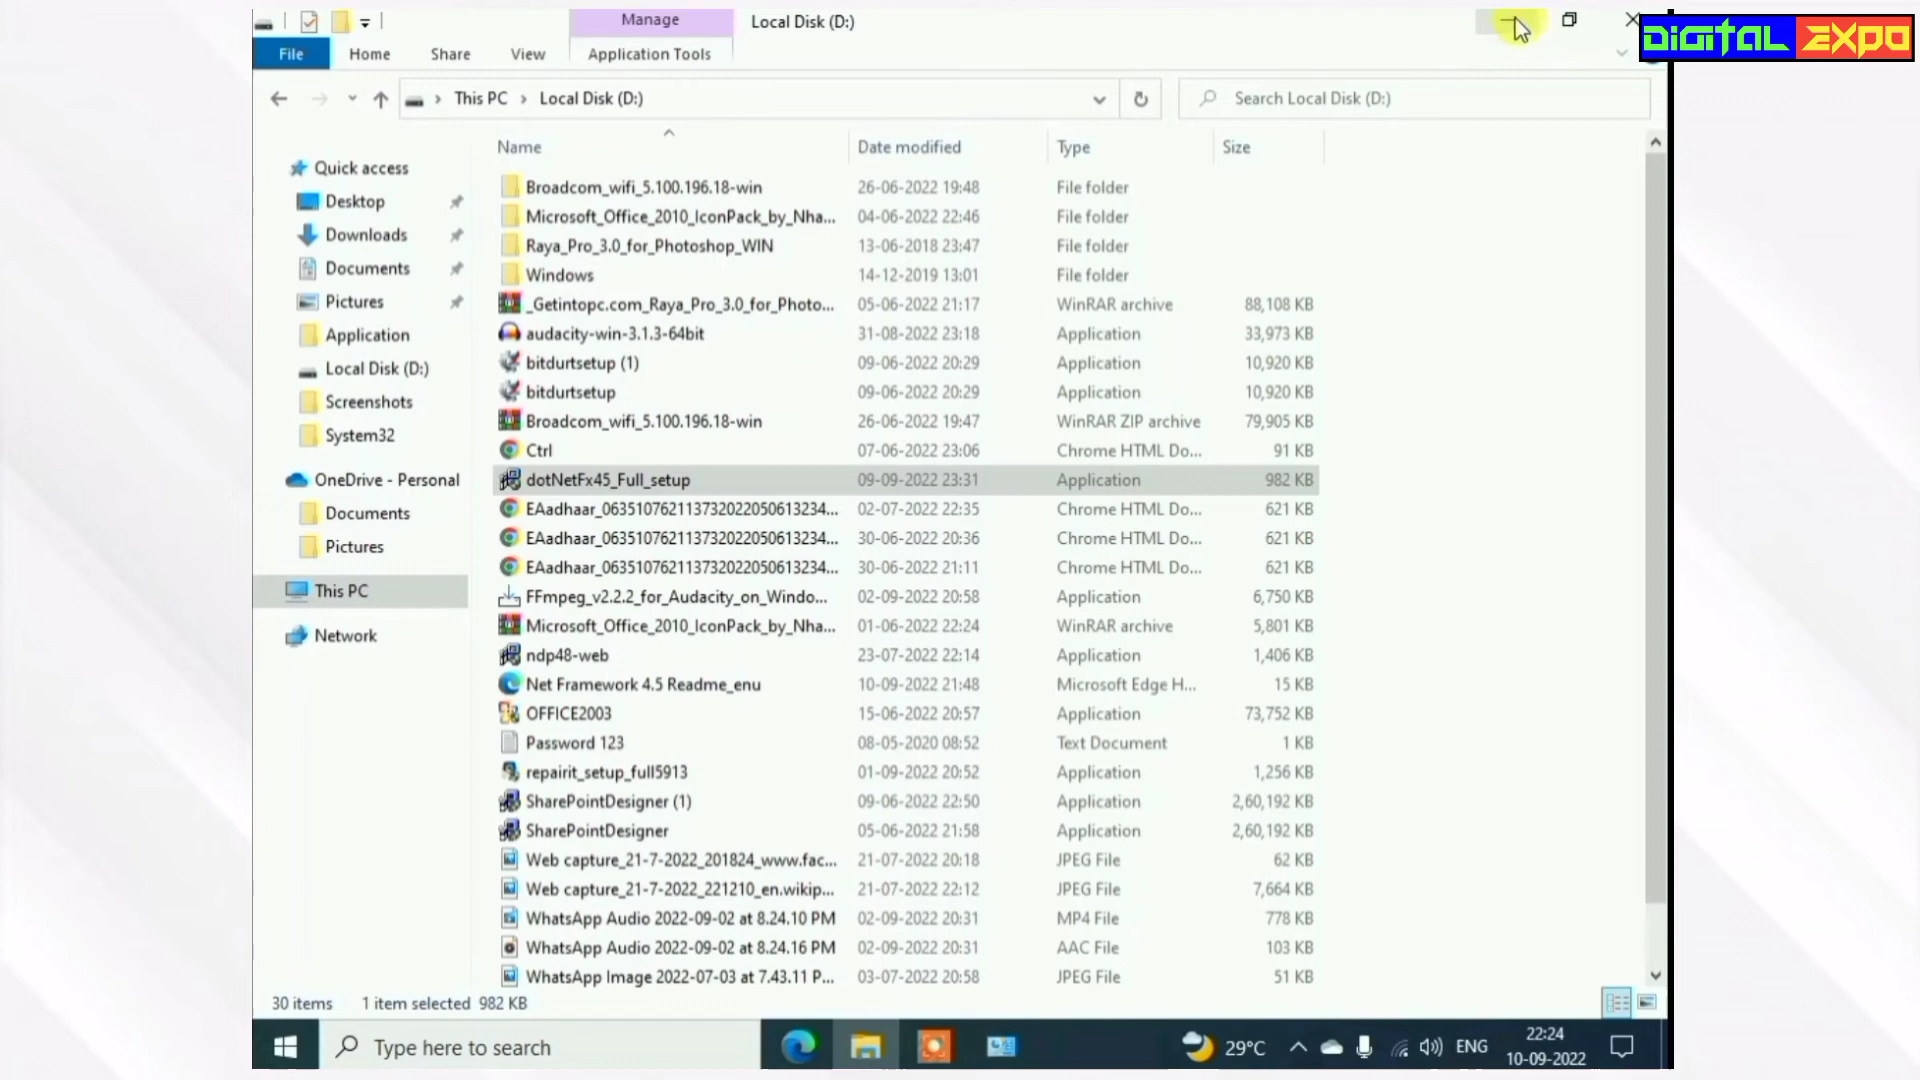 DIGITAL EXPO
Manage
Local Disk (D:)
File
Home
Share
View
Application Tools
This PC
Local Disk (D:)
Search Local Disk (D:)
Name
Date modified
Type
Size
Quick access
Desktop
Downloads
Documents
Pictures
Application
Local Disk (D:)
Screenshots
System32
OneDrive - Personal
Documents
Pictures
This PC
Network
Broadcom_wifi_5.100.196.18-win 26-06-2022 19:48 File folder
Microsoft_Office_2010_IconPack_by_Nha... 04-06-2022 22:46 File folder
Raya_Pro_3.0_for_Photoshop_WIN 13-06-2018 23:47 File folder
Windows 14-12-2019 13:01 File folder
_Getintopc.com_Raya_Pro_3.0_for_Photo... 05-06-2022 21:17 WinRAR archive 88,108 KB
audacity-win-3.1.3-64bit 31-08-2022 23:18 Application 33,973 KB
bitdurtsetup (1) 09-06-2022 20:29 Application 10,920 KB
bitdurtsetup 09-06-2022 20:29 Application 10,920 KB
Broadcom_wifi_5.100.196.18-win 26-06-2022 19:47 WinRAR ZIP archive 79,905 KB
Ctrl 07-06-2022 23:06 Chrome HTML Do... 91 KB
dotNetFx45_Full_setup 09-09-2022 23:31 Application 982 KB
EAadhaar_063510762113732022050613234... 02-07-2022 22:35 Chrome HTML Do... 621 KB
EAadhaar_063510762113732022050613234... 30-06-2022 20:36 Chrome HTML Do... 621 KB
EAadhaar_063510762113732022050613234... 30-06-2022 21:11 Chrome HTML Do... 621 KB
FFmpeg_v2.2.2_for_Audacity_on_Windo... 02-09-2022 20:58 Application 6,750 KB
Microsoft_Office_2010_IconPack_by_Nha... 01-06-2022 22:24 WinRAR archive 5,801 KB
ndp48-web 23-07-2022 22:14 Application 1,406 KB
Net Framework 4.5 Readme_enu 10-09-2022 21:48 Microsoft Edge H... 15 KB
OFFICE2003 15-06-2022 20:57 Application 73,752 KB
Password 123 08-05-2020 08:52 Text Document 1 KB
repairit_setup_full5913 01-09-2022 20:52 Application 1,256 KB
SharePointDesigner (1) 09-06-2022 22:50 Application 2,60,192 KB
SharePointDesigner 05-06-2022 21:58 Application 2,60,192 KB
Web capture_21-7-2022_201824_www.fac... 21-07-2022 20:18 JPEG File 62 KB
Web capture_21-7-2022_221210_en.wikip... 21-07-2022 22:12 JPEG File 7,664 KB
WhatsApp Audio 2022-09-02 at 8.24.10 PM 02-09-2022 20:31 MP4 File 778 KB
WhatsApp Audio 2022-09-02 at 8.24.16 PM 02-09-2022 20:31 AAC File 103 KB
WhatsApp Image 2022-07-03 at 7.43.11 P... 03-07-2022 20:58 JPEG File 51 KB
30 items 1 item selected 982 KB
Type here to search
29°C
ENG
22:24
10-09-2022